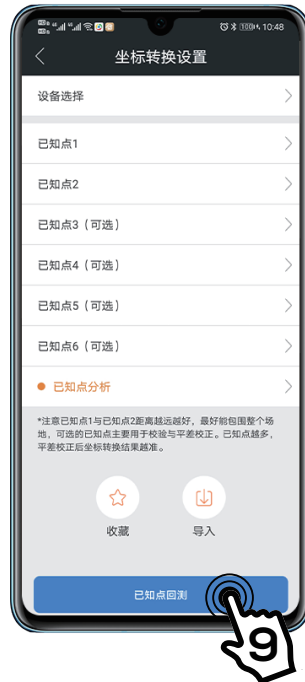 10:48
坐标转换设置
设备选择
已知点1
已知点2
已知点3（可选）
已知点4（可选）
已知点5（可选）
已知点6（可选）
已知点分析
*注意已知点1与已知点2距离越远越好，最好能包围整个场
地，可选的已知点主要用于校验与平差校正。已知点越多，
平差校正后坐标转换结果越准。
收藏 导入
已知点回测
9